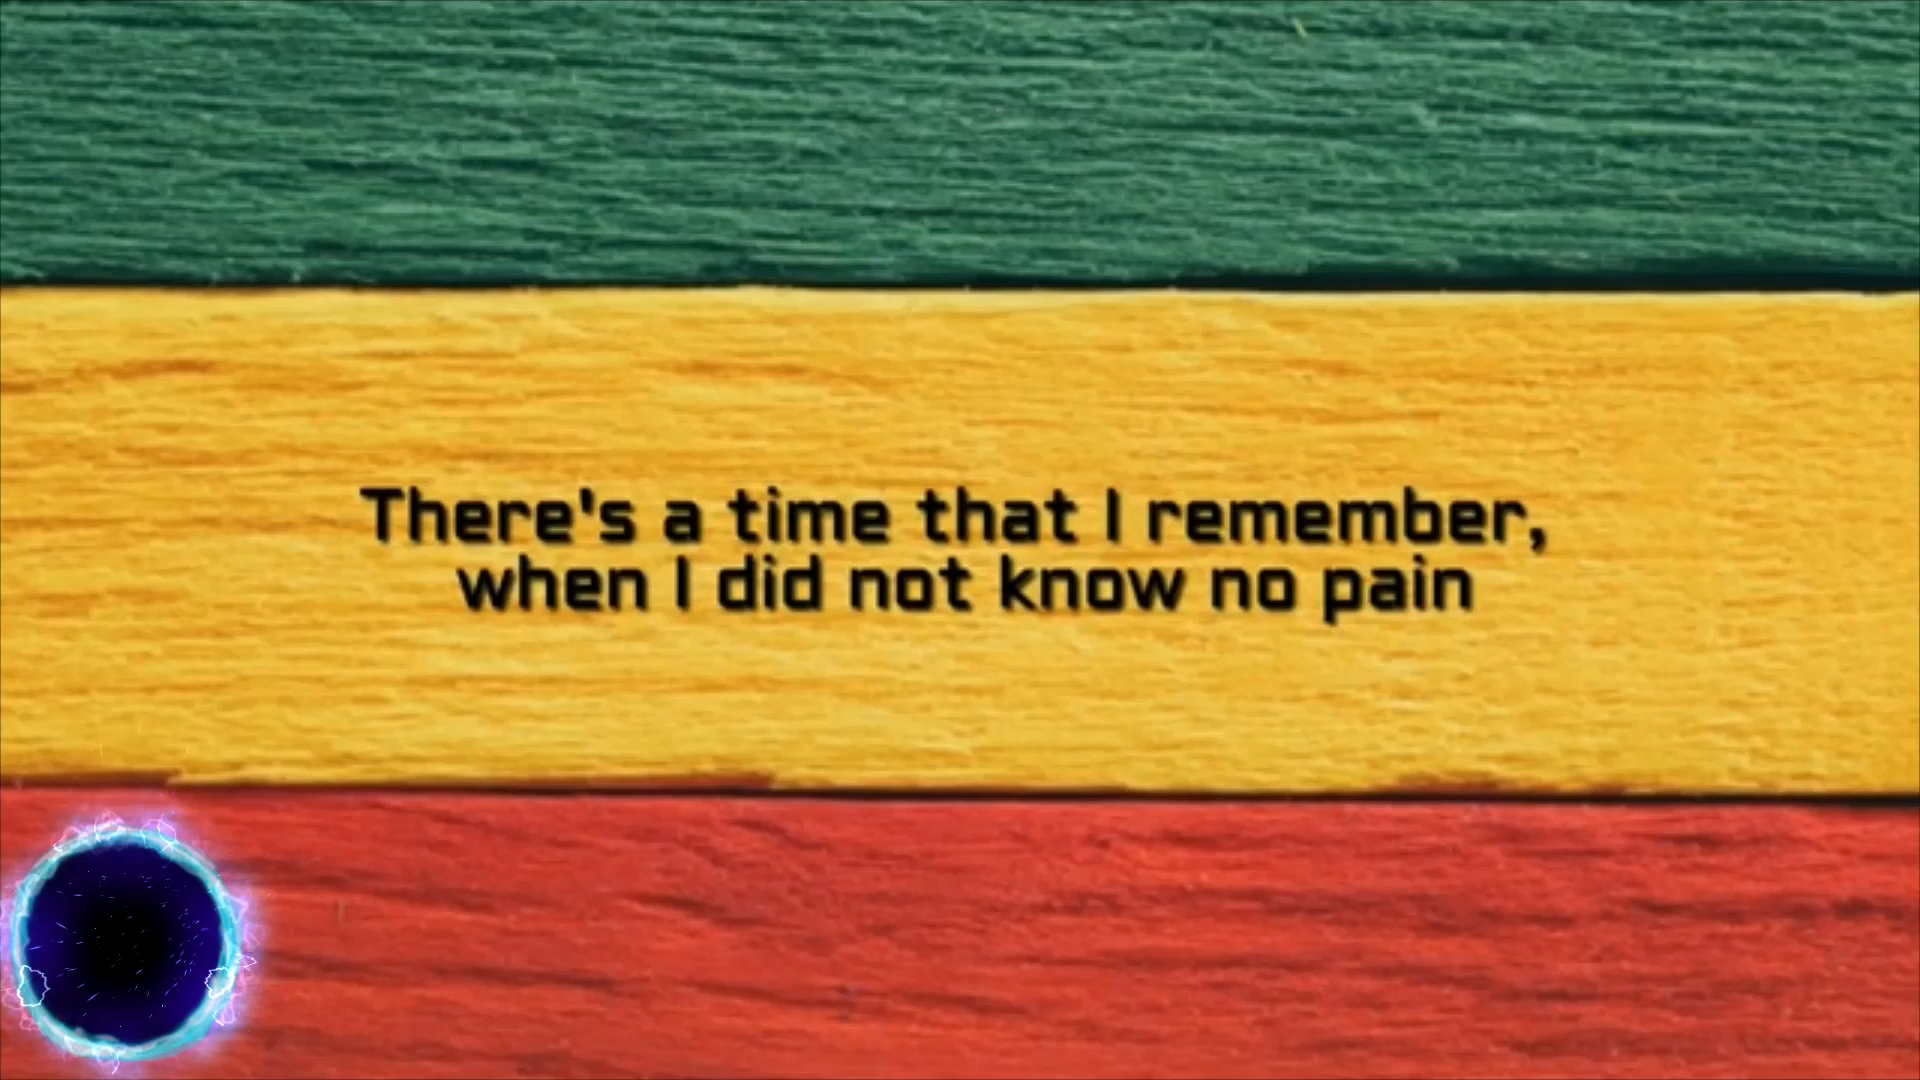 There's a time that I remember,
when I did not know no pain